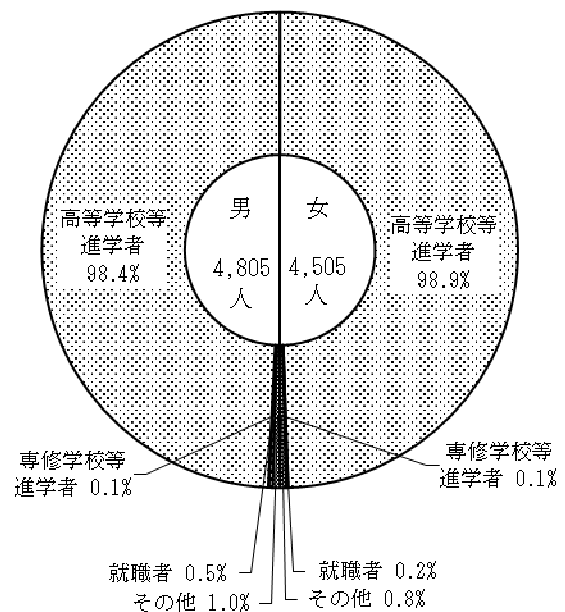 男
4,805
人
女
4,505
人
高等学校等
進学者
98.4%
高等学校等
進学者
98.9%
専修学校等
進学者 0.1%
専修学校等
進学者 0.1%
就職者 0.5%
就職者 0.2%
その他 1.0%
その他 0.8%